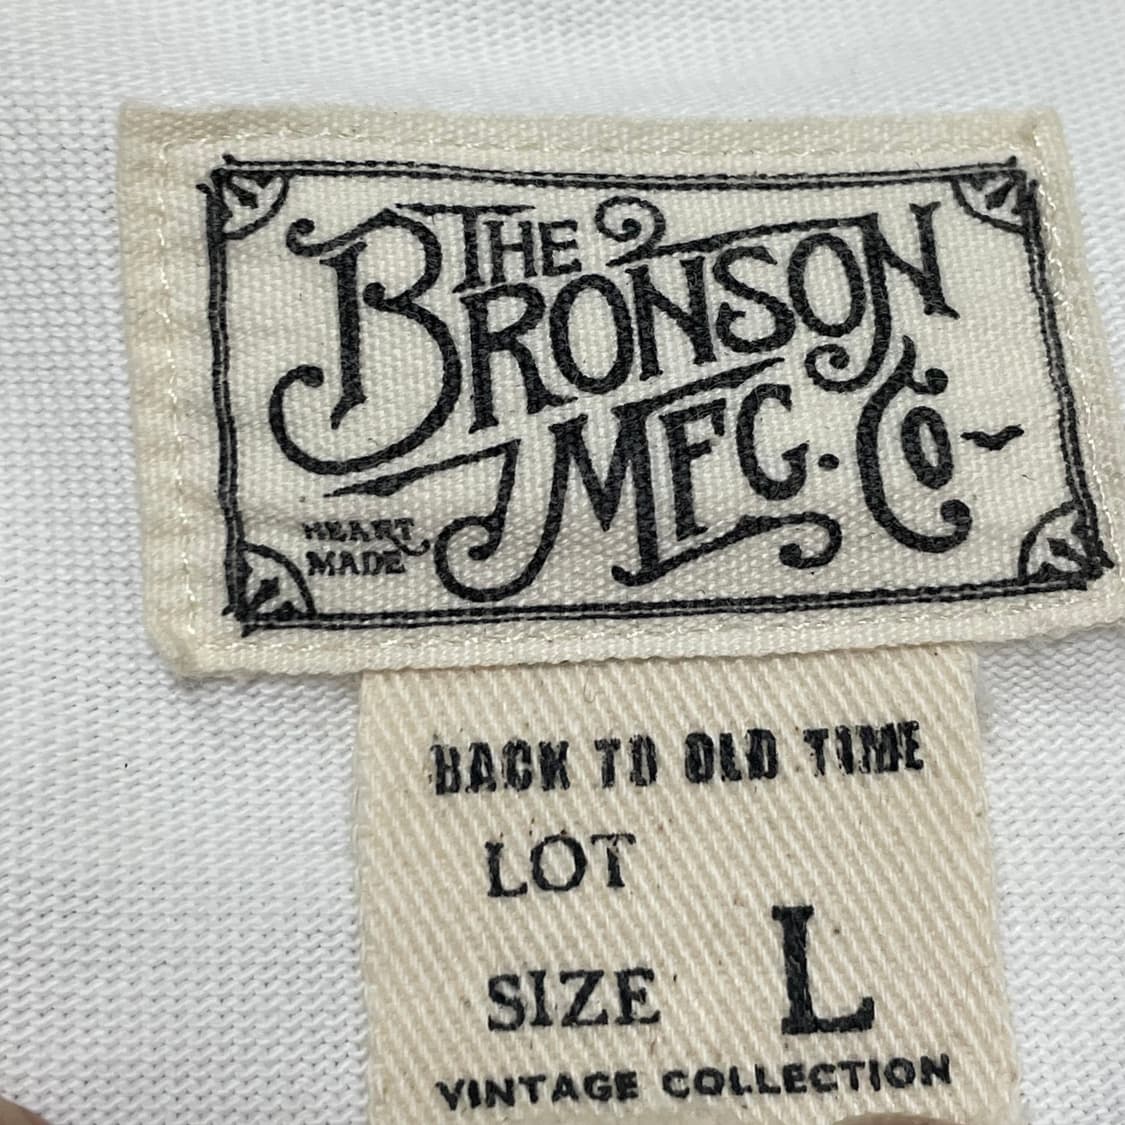 THE
BRONSON
MFG. Co
HEART
MADE
BACK TO OLD TIME
LOT
SIZE L
VINTAGE COLLECTION